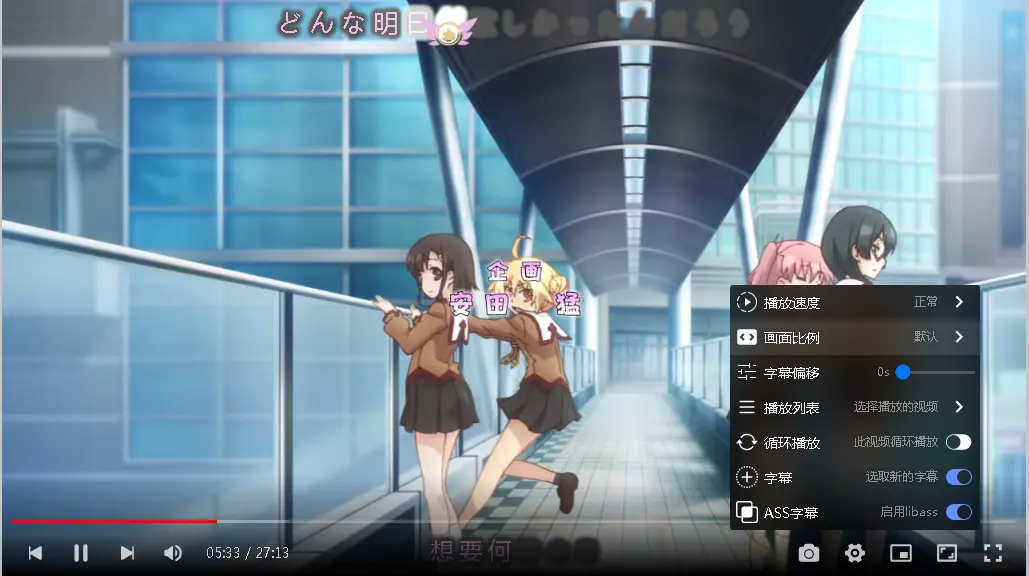 どんな明日
企画
安田 猛
播放速度 正常
画面比例 默认
字幕偏移 0s
播放列表 选择播放的视频
循环播放 此视频循环播放
字幕 选取新的字幕
ASS字幕 启用libass
05:33 / 27:13
想要何